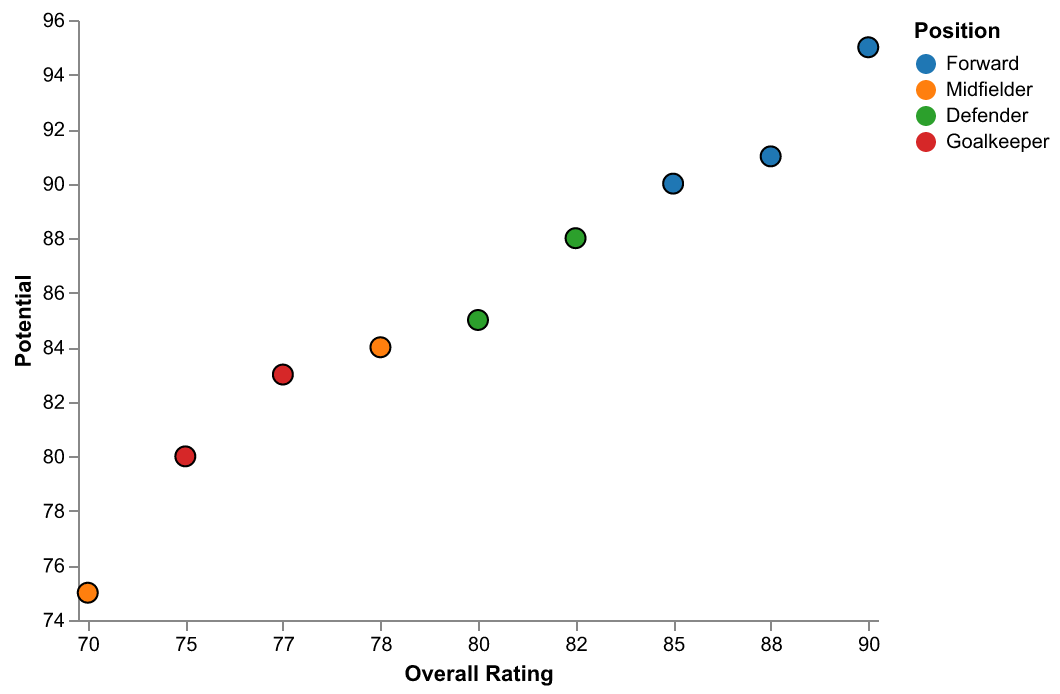 Position
Forward
Midfielder
Defender
Goalkeeper
Potential
96
94
92
90
88
86
84
82
80
78
76
74
70 75 77 78 80 82 85 88 90
Overall Rating